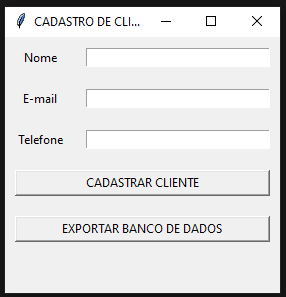 CADASTRO DE CLI...
Nome
E-mail
Telefone
CADASTRAR CLIENTE
EXPORTAR BANCO DE DADOS